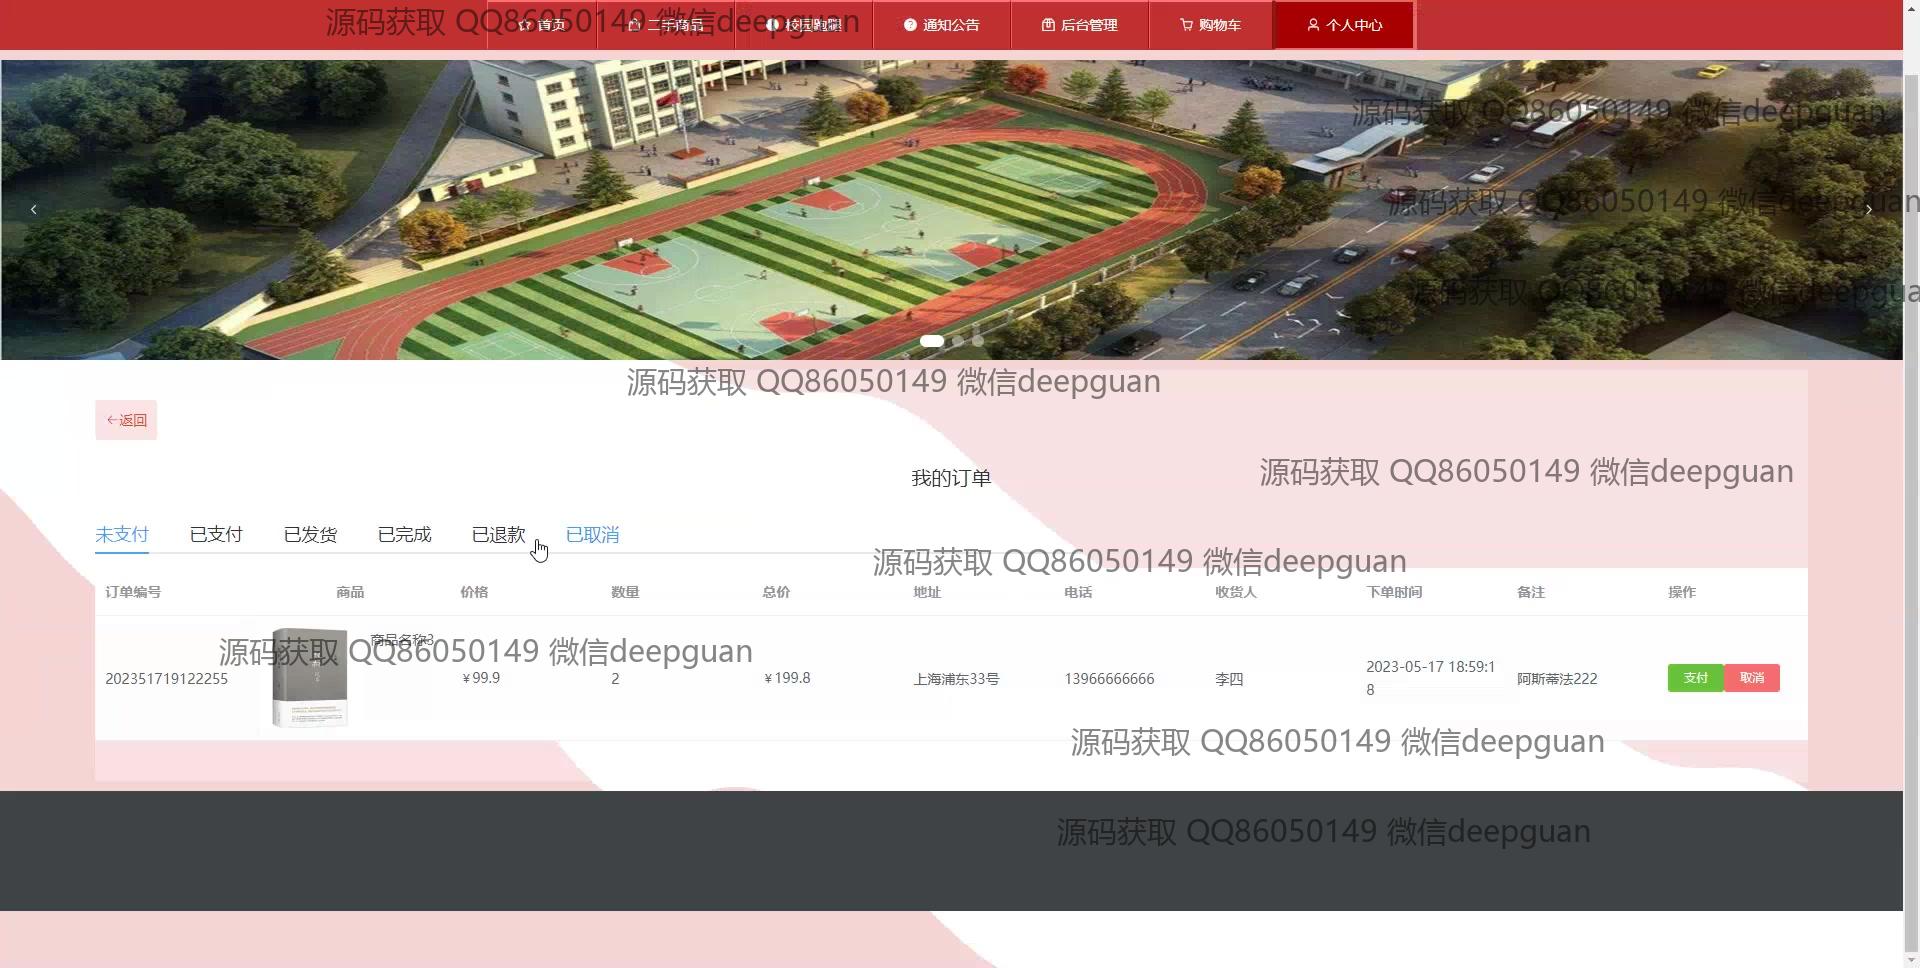 首页 二手商品 校园跑腿 通知公告 后台管理 购物车 个人中心
源码获取 QQ86050149 微信deepguan
源码获取 QQ86050149 微信deepguan
源码获取 QQ86050149 微信deepguan
源码获取 QQ86050149 微信deepgua
源码获取 QQ86050149 微信deepguan
返回
源码获取 QQ86050149 微信deepguan
我的订单
未支付 已支付 已发货 已完成 已退款 已取消
源码获取 QQ86050149 微信deepguan
订单编号 商品 价格 数量 总价 地址 电话 收货人 下单时间 备注 操作
商品名称3
源码获取 QQ86050149 微信deepguan
202351719122255 ¥99.9 2 ¥199.8 上海浦东33号 13966666666 李四 2023-05-17 18:59:1 阿斯蒂法222 支付 取消
8
源码获取 QQ86050149 微信deepguan
源码获取 QQ86050149 微信deepguan